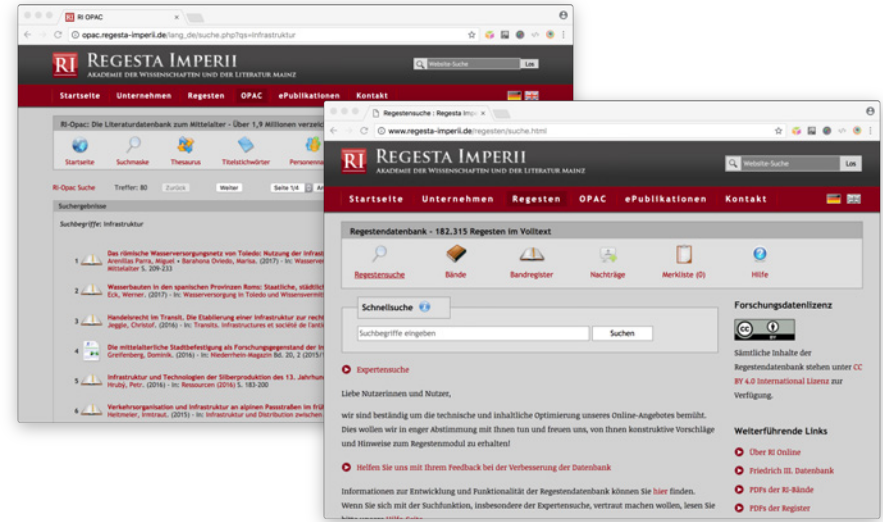 RI OPAC
opac.regesta-imperii.de/lang_de/suche.php?qs=Infrastruktur
RI REGESTA IMPERII
AKADEMIE DER WISSENSCHAFTEN UND DER LITERATUR MAINZ
Website-Suche Los
Startseite Unternehmen Regesten OPAC ePublikationen Kontakt
RI-Opac: Die Literaturdatenbank zum Mittelalter - Über 1,9 Millionen
Startseite Suchmaske Thesaurus Titelstichwörter
RI-Opac Suche Treffer: 80 Zurück Weiter Seite 1/4
Suchergebnisse
Suchbegriffe: Infrastruktur
1 Das römische Wasserversorgungsnetz von Toledo: Nutzung der
Arenillas Parra, Miguel • Barahona Oviedo, Marisa. (2017) - In:
Mittelalter S. 209-233
2 Wasserbauten in den spanischen Provinzen Roms: Staatliche,
Eck, Werner. (2017) - In: Wasserversorgung in Toledo und
3 Handelsrecht im Transit. Die Etablierung einer Infrastruktur zur
Jeggle, Christof. (2016) - In: Transits. Infrastructures et société de
4 Die mittelalterliche Stadtbefestigung als Forschungsgegenstand der
Greifenberg, Dominik. (2016) - In: Niederrhein-Magazin Bd. 20, 2
5 Infrastruktur und Technologien der Silberproduktion des 13.
Hrubý, Petr. (2016) - In: Ressourcen (2016) S. 183-200
6 Verkehrsorganisation und Infrastruktur an alpinen Passstraßen im
Heitmeier, Irmtraut. (2015) - In: Infrastruktur und Distribution zwischen
Regestensuche : Regesta
www.regesta-imperii.de/regesten/suche.html
RI REGESTA IMPERII
AKADEMIE DER WISSENSCHAFTEN UND DER LITERATUR MAINZ
Website-Suche Los
Startseite Unternehmen Regesten OPAC ePublikationen Kontakt
Regestendatenbank - 182.315 Regesten im Volltext
Regestensuche Bände Bandregister Nachträge Merkliste (0) Hilfe
Schnellsuche
Suchbegriffe eingeben Suchen
Expertensuche
Liebe Nutzerinnen und Nutzer,
wir sind beständig um die technische und inhaltliche Optimierung unseres Online-Angebotes bemüht.
Dies wollen wir in enger Abstimmung mit Ihnen tun und freuen uns, von Ihnen konstruktive Vorschläge
und Hinweise zum Regestenmodul zu erhalten!
Helfen Sie uns mit Ihrem Feedback bei der Verbesserung der Datenbank
Informationen zur Entwicklung und Funktionalität der Regestendatenbank können Sie hier finden.
Wenn Sie sich mit der Suchfunktion, insbesondere der Expertensuche, vertraut machen wollen, lesen Sie
bitte unsere Hilfe-Seite
Forschungsdatenlizenz
cc BY
Sämtliche Inhalte der
Regestendatenbank stehen unter CC
BY 4.0 International Lizenz zur
Verfügung.
Weiterführende Links
Über RI Online
Friedrich III. Datenbank
PDFs der RI-Bände
PDFs der Register